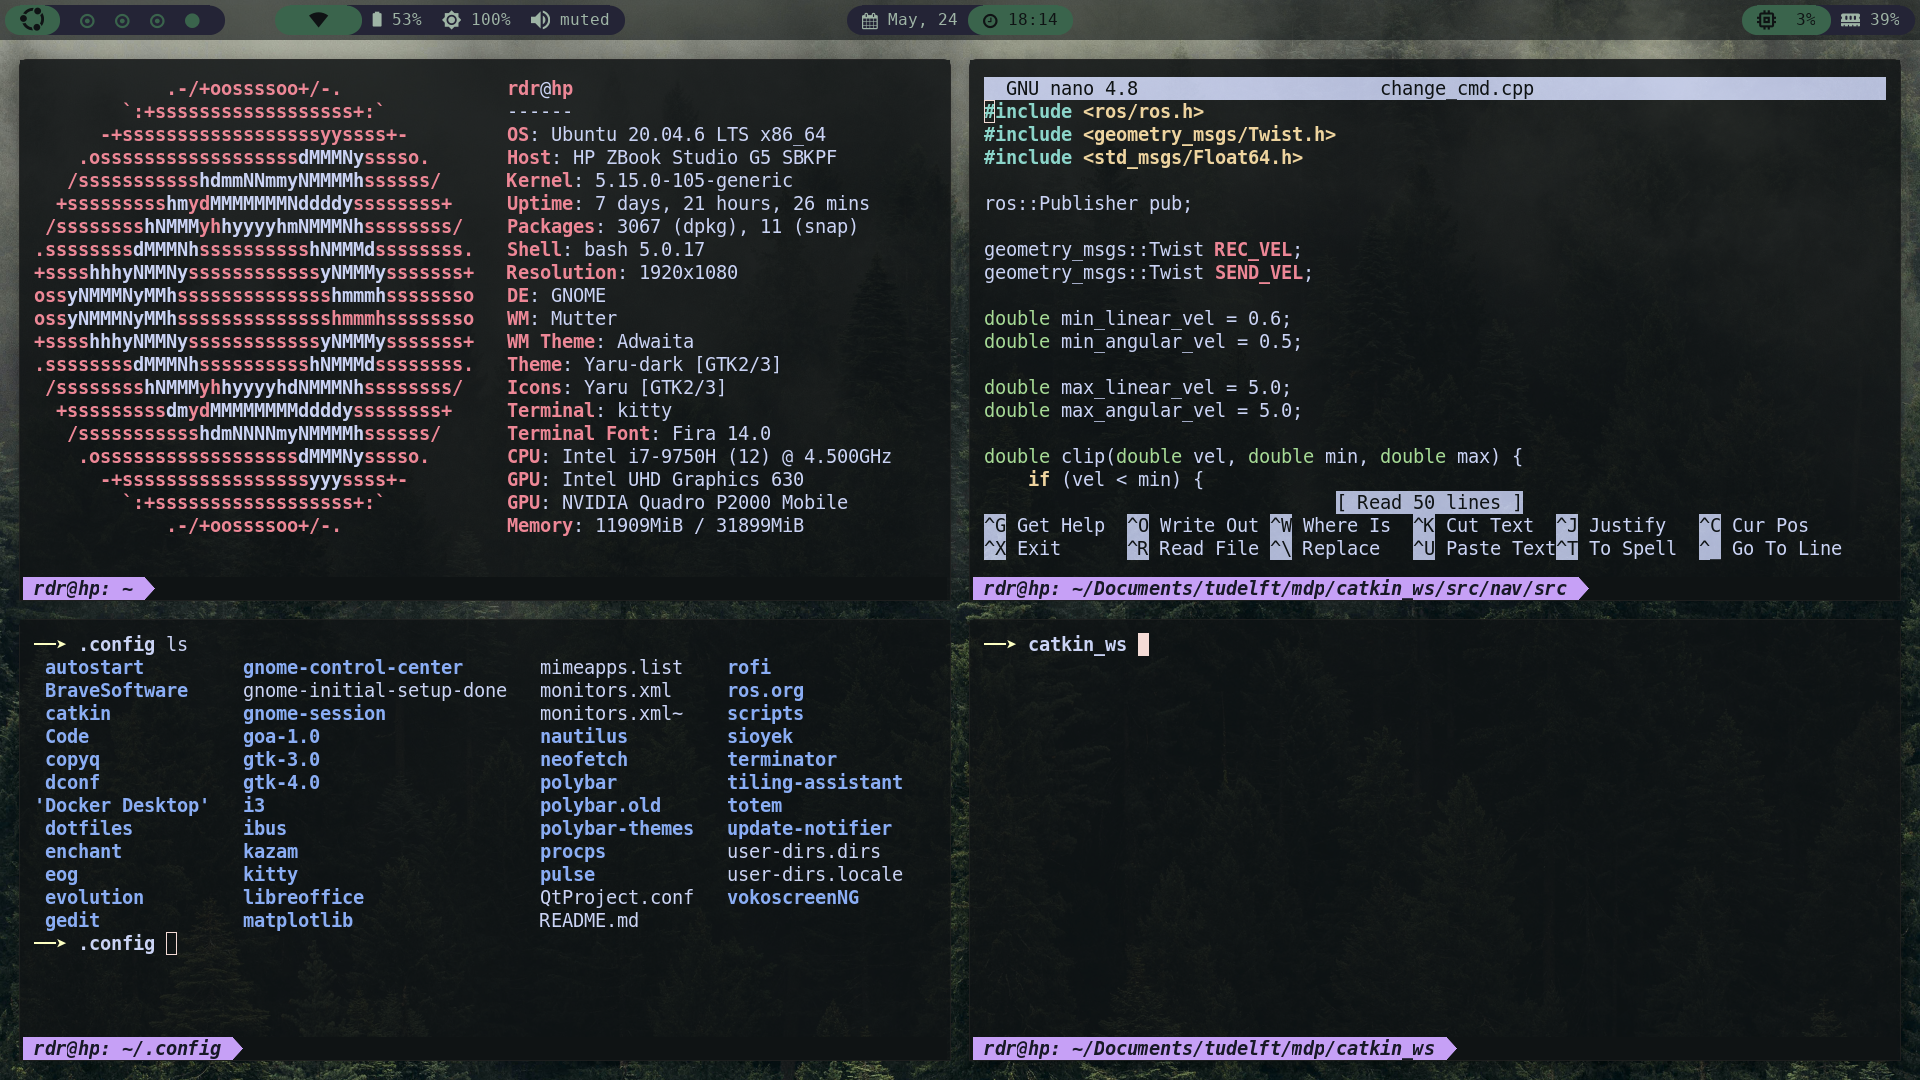 53% 100% muted May, 24 18:14 3% 39%
.-/+oossssoo+/-.
`:+ssssssssssssssssss+:`
-+ssssssssssssssssssyyssss+-
.ossssssssssssssssssdMMMNysssso.
/ssssssssssshdmmNNmmyNMMMMhssssss/
+ssssssssshmydMMMMMMMNddddyssssssss+
/sssssssshNMMMyhhyyyyhmNMMMNhssssssss/
.ssssssssdMMMNhsssssssssshNMMMdssssssss.
+sssshhhyNMMNyssssssssssssyNMMMysssssss+
ossyNMMMNyMMhsssssssssssssshmmmhssssssso
ossyNMMMNyMMhsssssssssssssshmmmhssssssso
+sssshhhyNMMNyssssssssssssyNMMMysssssss+
.ssssssssdMMMNhsssssssssshNMMMdssssssss.
/sssssssshNMMMyhhyyyyhdNMMMNhssssssss/
+sssssssssdmydMMMMMMMMddddyssssssss+
/ssssssssssshdmNNNNmyNMMMMhssssss/
.ossssssssssssssssssdMMMNysssso.
-+sssssssssssssssssyyyssss+-
`:+ssssssssssssssssss+:`
.-/+oossssoo+/-.
rdr@hp
------
OS: Ubuntu 20.04.6 LTS x86_64
Host: HP ZBook Studio G5 SBKPF
Kernel: 5.15.0-105-generic
Uptime: 7 days, 21 hours, 26 mins
Packages: 3067 (dpkg), 11 (snap)
Shell: bash 5.0.17
Resolution: 1920x1080
DE: GNOME
WM: Mutter
WM Theme: Adwaita
Theme: Yaru-dark [GTK2/3]
Icons: Yaru [GTK2/3]
Terminal: kitty
Terminal Font: Fira 14.0
CPU: Intel i7-9750H (12) @ 4.500GHz
GPU: Intel UHD Graphics 630
GPU: NVIDIA Quadro P2000 Mobile
Memory: 11909MiB / 31899MiB
rdr@hp: ~
GNU nano 4.8 change_cmd.cpp
#include <ros/ros.h>
#include <geometry_msgs/Twist.h>
#include <std_msgs/Float64.h>
ros::Publisher pub;
geometry_msgs::Twist REC_VEL;
geometry_msgs::Twist SEND_VEL;
double min_linear_vel = 0.6;
double min_angular_vel = 0.5;
double max_linear_vel = 5.0;
double max_angular_vel = 5.0;
double clip(double vel, double min, double max) {
if (vel < min) {
[ Read 50 lines ]
^G Get Help ^O Write Out ^W Where Is ^K Cut Text ^J Justify ^C Cur Pos
^X Exit ^R Read File ^\ Replace ^U Paste Text ^T To Spell ^_ Go To Line
rdr@hp: ~/Documents/tudelft/mdp/catkin_ws/src/nav/src
.config ls
autostart gnome-control-center mimeapps.list rofi
BraveSoftware gnome-initial-setup-done monitors.xml ros.org
catkin gnome-session monitors.xml~ scripts
Code goa-1.0 nautilus sioyek
copyq gtk-3.0 neofetch terminator
dconf gtk-4.0 polybar tiling-assistant
'Docker Desktop' i3 polybar.old totem
dotfiles ibus polybar-themes update-notifier
enchant kazam procps user-dirs.dirs
eog kitty pulse user-dirs.locale
evolution libreoffice QtProject.conf vokoscreenNG
gedit matplotlib README.md
.config
rdr@hp: ~/.config
catkin_ws
rdr@hp: ~/Documents/tudelft/mdp/catkin_ws